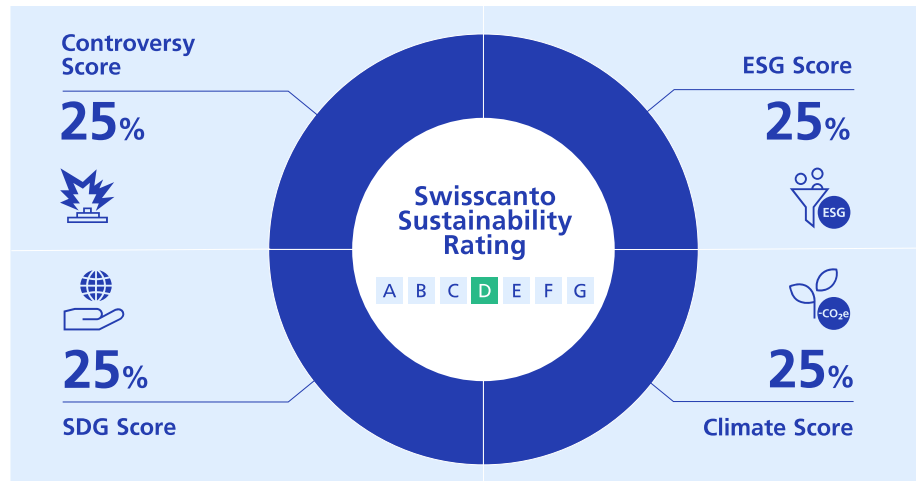 Controversy
Score
25%
ESG Score
25%
ESG
Swisscanto
Sustainability
Rating
A B C D E F G
25%
SDG Score
-CO₂e
25%
Climate Score